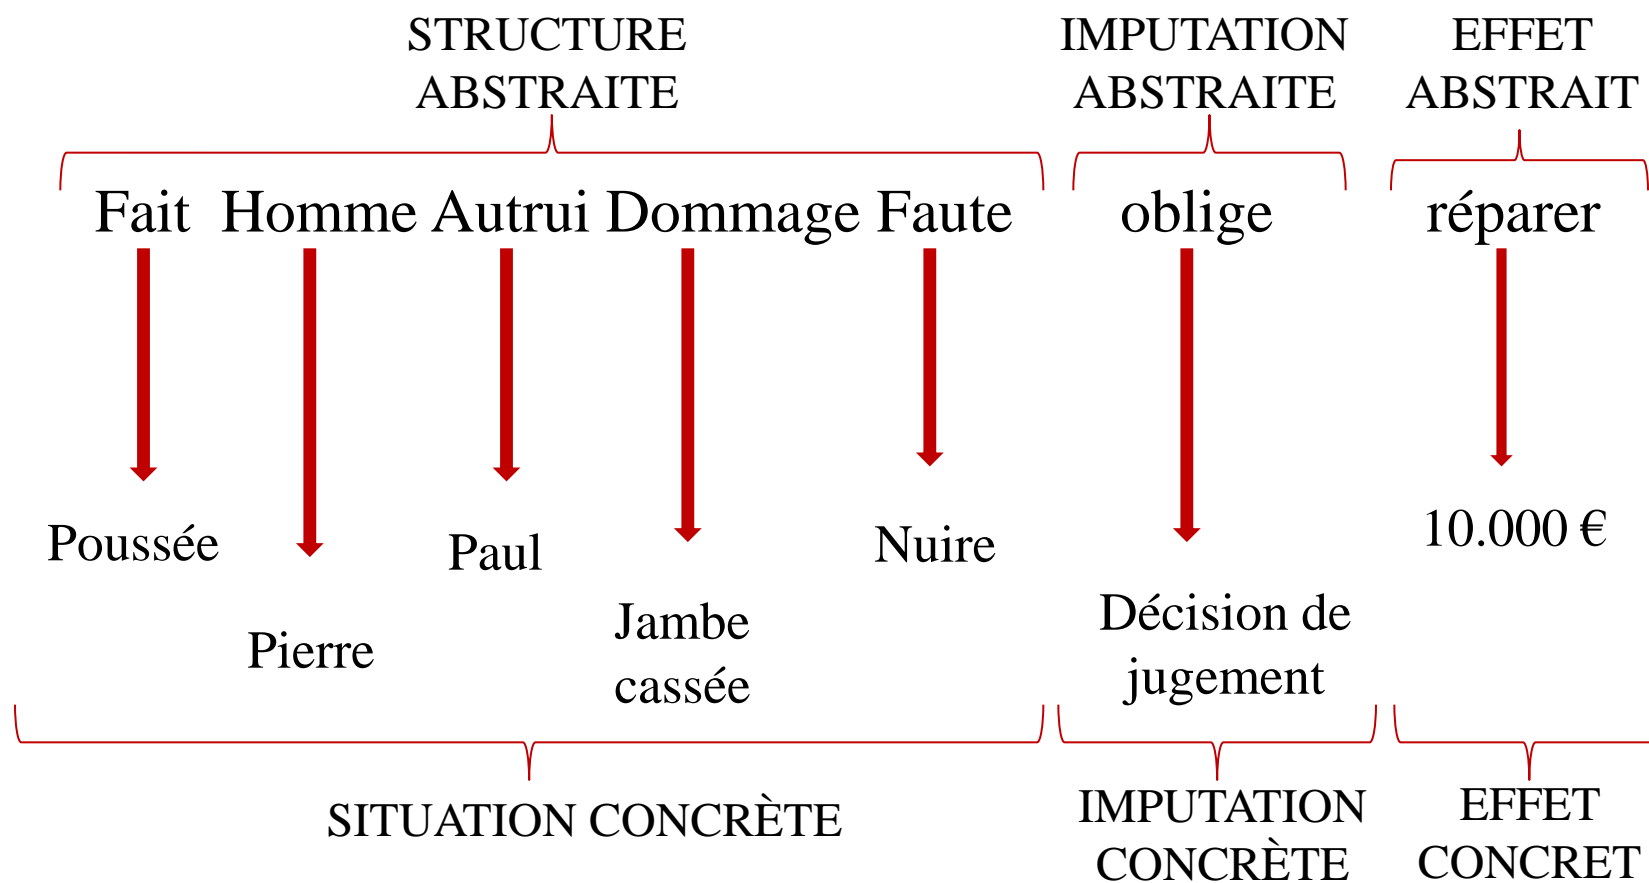 STRUCTURE
ABSTRAITE
IMPUTATION
ABSTRAITE
EFFET
ABSTRAIT
Fait Homme Autrui Dommage Faute oblige réparer
Poussée
Pierre
Paul
Jambe
cassée
Nuire
Décision de
jugement
10.000 €
SITUATION CONCRÈTE
IMPUTATION
CONCRÈTE
EFFET
CONCRET